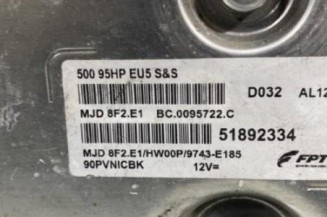 500 95HP EU5 S&S
D032 AL12
MJD 8F2.E1 BC.0095722.C
51892334
MJD 8F2.E1/HW00P/9743-E185
90PVNICBK 12V=
FPT